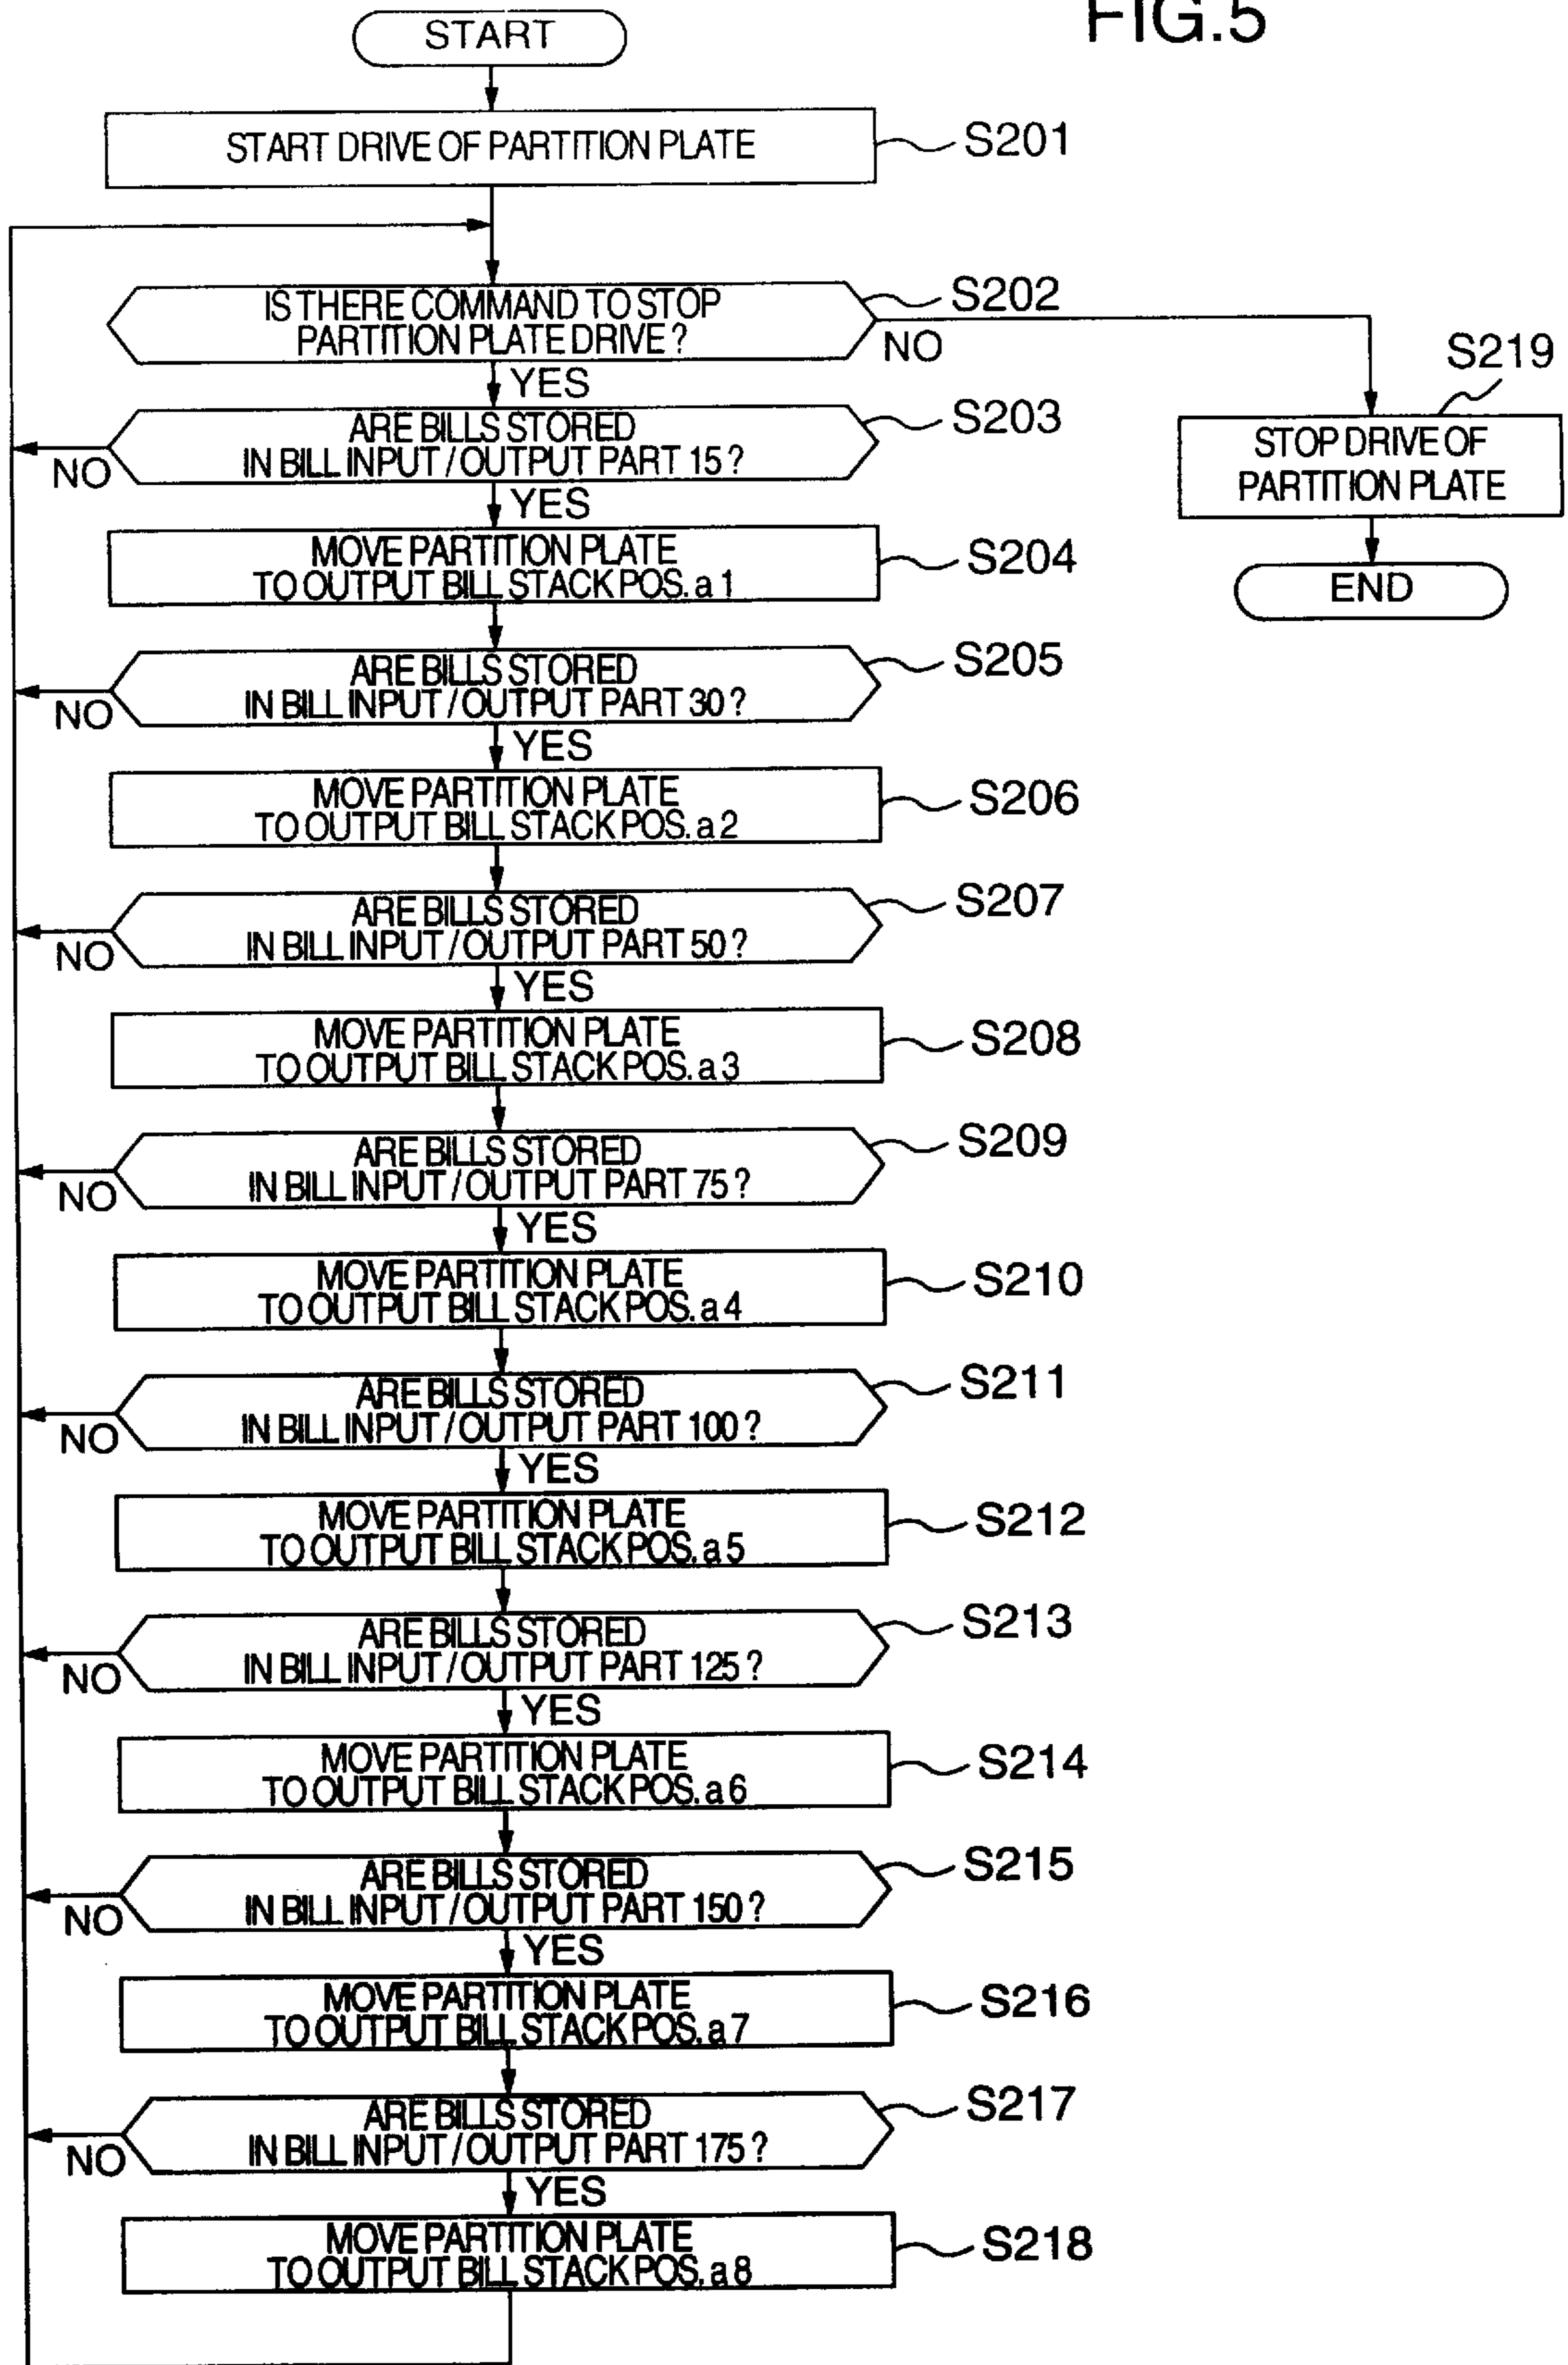 FIG.5
START
START DRIVE OF PARTITION PLATE
S201
IS THERE COMMAND TO STOP
PARTITION PLATE DRIVE?
S202
NO
YES
S219
STOP DRIVE OF
PARTITION PLATE
END
ARE BILLS STORED
IN BILL INPUT/OUTPUT PART 15?
S203
NO
YES
MOVE PARTITION PLATE
TO OUTPUT BILL STACK POS. a1
S204
ARE BILLS STORED
IN BILL INPUT/OUTPUT PART 30?
S205
NO
YES
MOVE PARTITION PLATE
TO OUTPUT BILL STACK POS. a2
S206
ARE BILLS STORED
IN BILL INPUT/OUTPUT PART 50?
S207
NO
YES
MOVE PARTITION PLATE
TO OUTPUT BILL STACK POS. a3
S208
ARE BILLS STORED
IN BILL INPUT/OUTPUT PART 75?
S209
NO
YES
MOVE PARTITION PLATE
TO OUTPUT BILL STACK POS. a4
S210
ARE BILLS STORED
IN BILL INPUT/OUTPUT PART 100?
S211
NO
YES
MOVE PARTITION PLATE
TO OUTPUT BILL STACK POS. a5
S212
ARE BILLS STORED
IN BILL INPUT/OUTPUT PART 125?
S213
NO
YES
MOVE PARTITION PLATE
TO OUTPUT BILL STACK POS. a6
S214
ARE BILLS STORED
IN BILL INPUT/OUTPUT PART 150?
S215
NO
YES
MOVE PARTITION PLATE
TO OUTPUT BILL STACK POS. a7
S216
ARE BILLS STORED
IN BILL INPUT/OUTPUT PART 175?
S217
NO
YES
MOVE PARTITION PLATE
TO OUTPUT BILL STACK POS. a8
S218